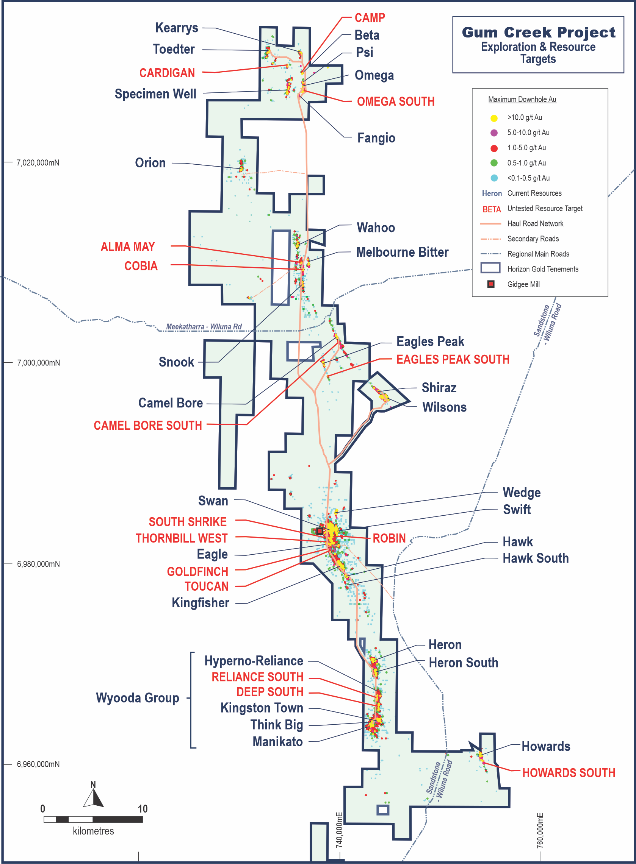 Gum Creek Project
Exploration & Resource
Targets
Maximum Downhole Au
>10.0 g/t Au
5.0-10.0 g/t Au
1.0-5.0 g/t Au
0.5-1.0 g/t Au
<0.1-0.5 g/t Au
Heron Current Resources
BETA Untested Resource Target
Haul Road Network
Secondary Roads
Regional Main Roads
Horizon Gold Tenements
Gidgee Mill
CAMP
Kearrys
Beta
Toedter
Psi
CARDIGAN
Omega
Specimen Well
OMEGA SOUTH
Fangio
7,020,000mN
Orion
Wahoo
ALMA MAY
Melbourne Bitter
COBIA
Meekatharra - Wiluna Rd
Sandstone
- Wiluna Road
Eagles Peak
7,000,000mN
Snook
EAGLES PEAK SOUTH
Shiraz
Camel Bore
Wilsons
CAMEL BORE SOUTH
Wedge
Swan
Swift
SOUTH SHRIKE
THORNBILL WEST
ROBIN
Hawk
Eagle
Hawk South
6,980,000mN
GOLDFINCH
TOUCAN
Kingfisher
Heron
Hyperno-Reliance
Heron South
RELIANCE SOUTH
DEEP SOUTH
Wyooda Group
Kingston Town
Think Big
Manikato
Howards
6,960,000mN
HOWARDS SOUTH
Sandstone
- Wiluna Road
N
0 10
kilometres
740,000mE
760,000mE